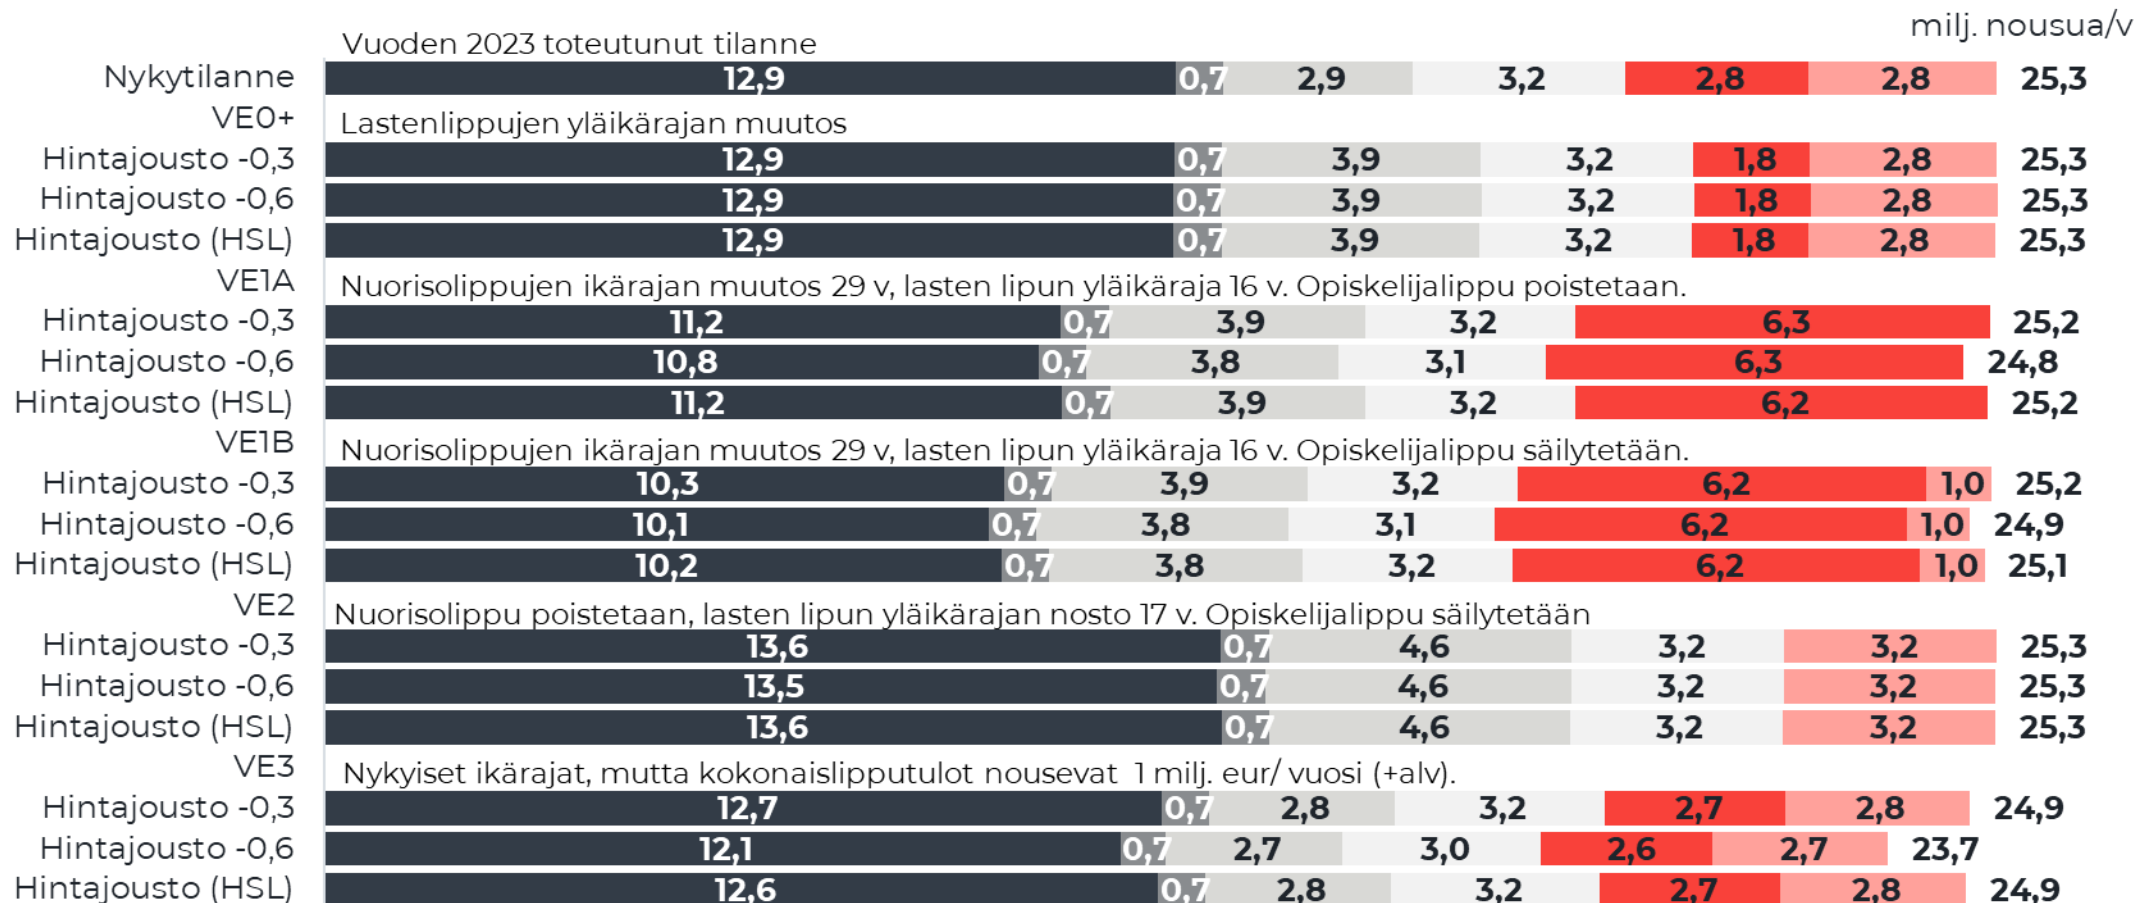 milj. nousua/v
Vuoden 2023 toteutunut tilanne
Nykytilanne 12,9 0,7 2,9 3,2 2,8 2,8 25,3
VE0+ Lastenlippujen yläikärajan muutos
Hintajousto -0,3 12,9 0,7 3,9 3,2 1,8 2,8 25,3
Hintajousto -0,6 12,9 0,7 3,9 3,2 1,8 2,8 25,3
Hintajousto (HSL) 12,9 0,7 3,9 3,2 1,8 2,8 25,3
VE1A Nuorisolippujen ikärajan muutos 29 v, lasten lipun yläikäraja 16 v. Opiskelijalippu poistetaan.
Hintajousto -0,3 11,2 0,7 3,9 3,2 6,3 25,2
Hintajousto -0,6 10,8 0,7 3,8 3,1 6,3 24,8
Hintajousto (HSL) 11,2 0,7 3,9 3,2 6,2 25,2
VE1B Nuorisolippujen ikärajan muutos 29 v, lasten lipun yläikäraja 16 v. Opiskelijalippu säilytetään.
Hintajousto -0,3 10,3 0,7 3,9 3,2 6,2 1,0 25,2
Hintajousto -0,6 10,1 0,7 3,8 3,1 6,2 1,0 24,9
Hintajousto (HSL) 10,2 0,7 3,8 3,2 6,2 1,0 25,1
VE2 Nuorisolippu poistetaan, lasten lipun yläikärajan nosto 17 v. Opiskelijalippu säilytetään
Hintajousto -0,3 13,6 0,7 4,6 3,2 3,2 25,3
Hintajousto -0,6 13,5 0,7 4,6 3,2 3,2 25,3
Hintajousto (HSL) 13,6 0,7 4,6 3,2 3,2 25,3
VE3 Nykyiset ikärajat, mutta kokonaislipputulot nousevat 1 milj. eur/ vuosi (+alv).
Hintajousto -0,3 12,7 0,7 2,8 3,2 2,7 2,8 24,9
Hintajousto -0,6 12,1 0,7 2,7 3,0 2,6 2,7 23,7
Hintajousto (HSL) 12,6 0,7 2,8 3,2 2,7 2,8 24,9